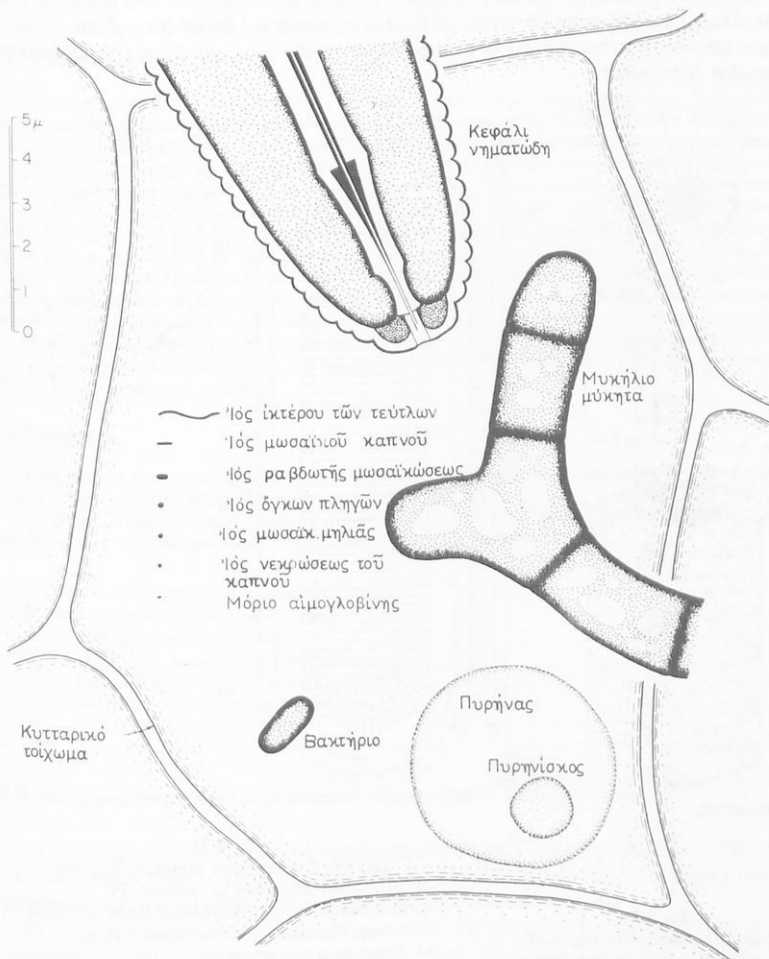 5μ
4
3
2
1
0
Κεφάλι
νηματώδη
Μυκήλιο
μύκητα
Ἰός ἰκτέρου τῶν τεύτλων
Ἰός μωσαϊκοῦ καπνοῦ
Ἰός ραβδωτῆς μωσαϊκώσεως
Ἰός ὄγκων πληγῶν
Ἰός μωσαϊκ. μηλιᾶς
Ἰός νεκρώσεως τοῦ
καπνοῦ
Μόριο αἱμογλοβίνης
Κυτταρικό
τοίχωμα
Βακτήριο
Πυρήνας
Πυρηνίσκος